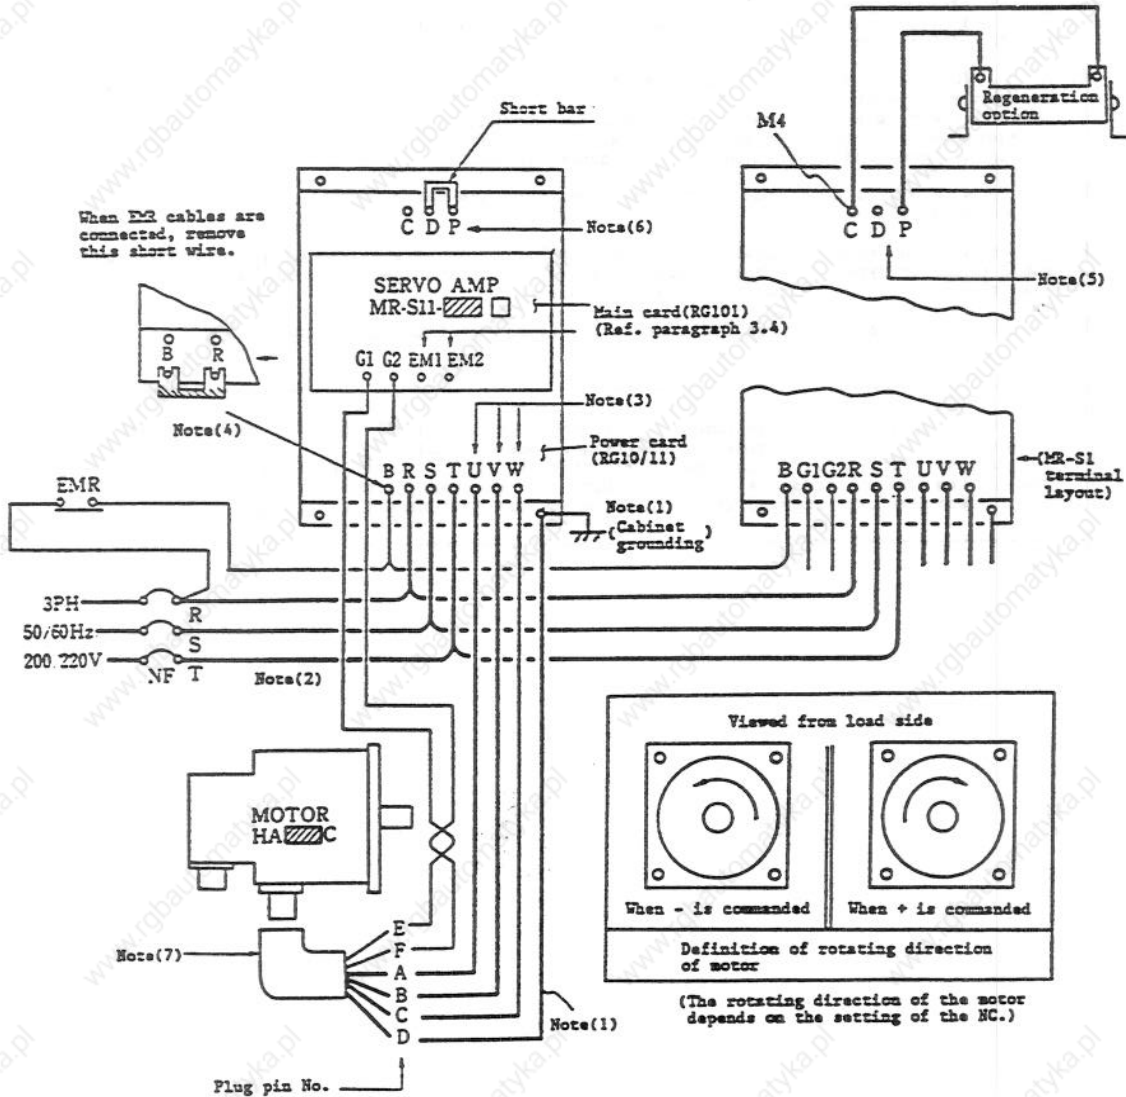 Short bar
M4
Regeneration
option
C D P
Note(6)
C D P
Note(5)
When EMR cables are
connected, remove
this short wire.
B R
Note(4)
SERVO AMP
MR-S11-
Main card(RG101)
(Ref. paragraph 3.4)
G1 G2 EM1 EM2
Note(3)
Power card
(RG10/11)
B R S T U V W
B G1 G2 R S T U V W
(MR-S1
terminal
layout)
Note(1)
(Cabinet
grounding)
EMR
3PH
50/60Hz
200/220V
NF
R
S
T
Note(2)
MOTOR
HA C
Note(7)
E
F
A
B
C
D
Note(1)
Plug pin No.
Viewed from load side
When - is commanded
When + is commanded
Definition of rotating direction
of motor
(The rotating direction of the motor
depends on the setting of the NC.)
www.rgbautomatyka.pl